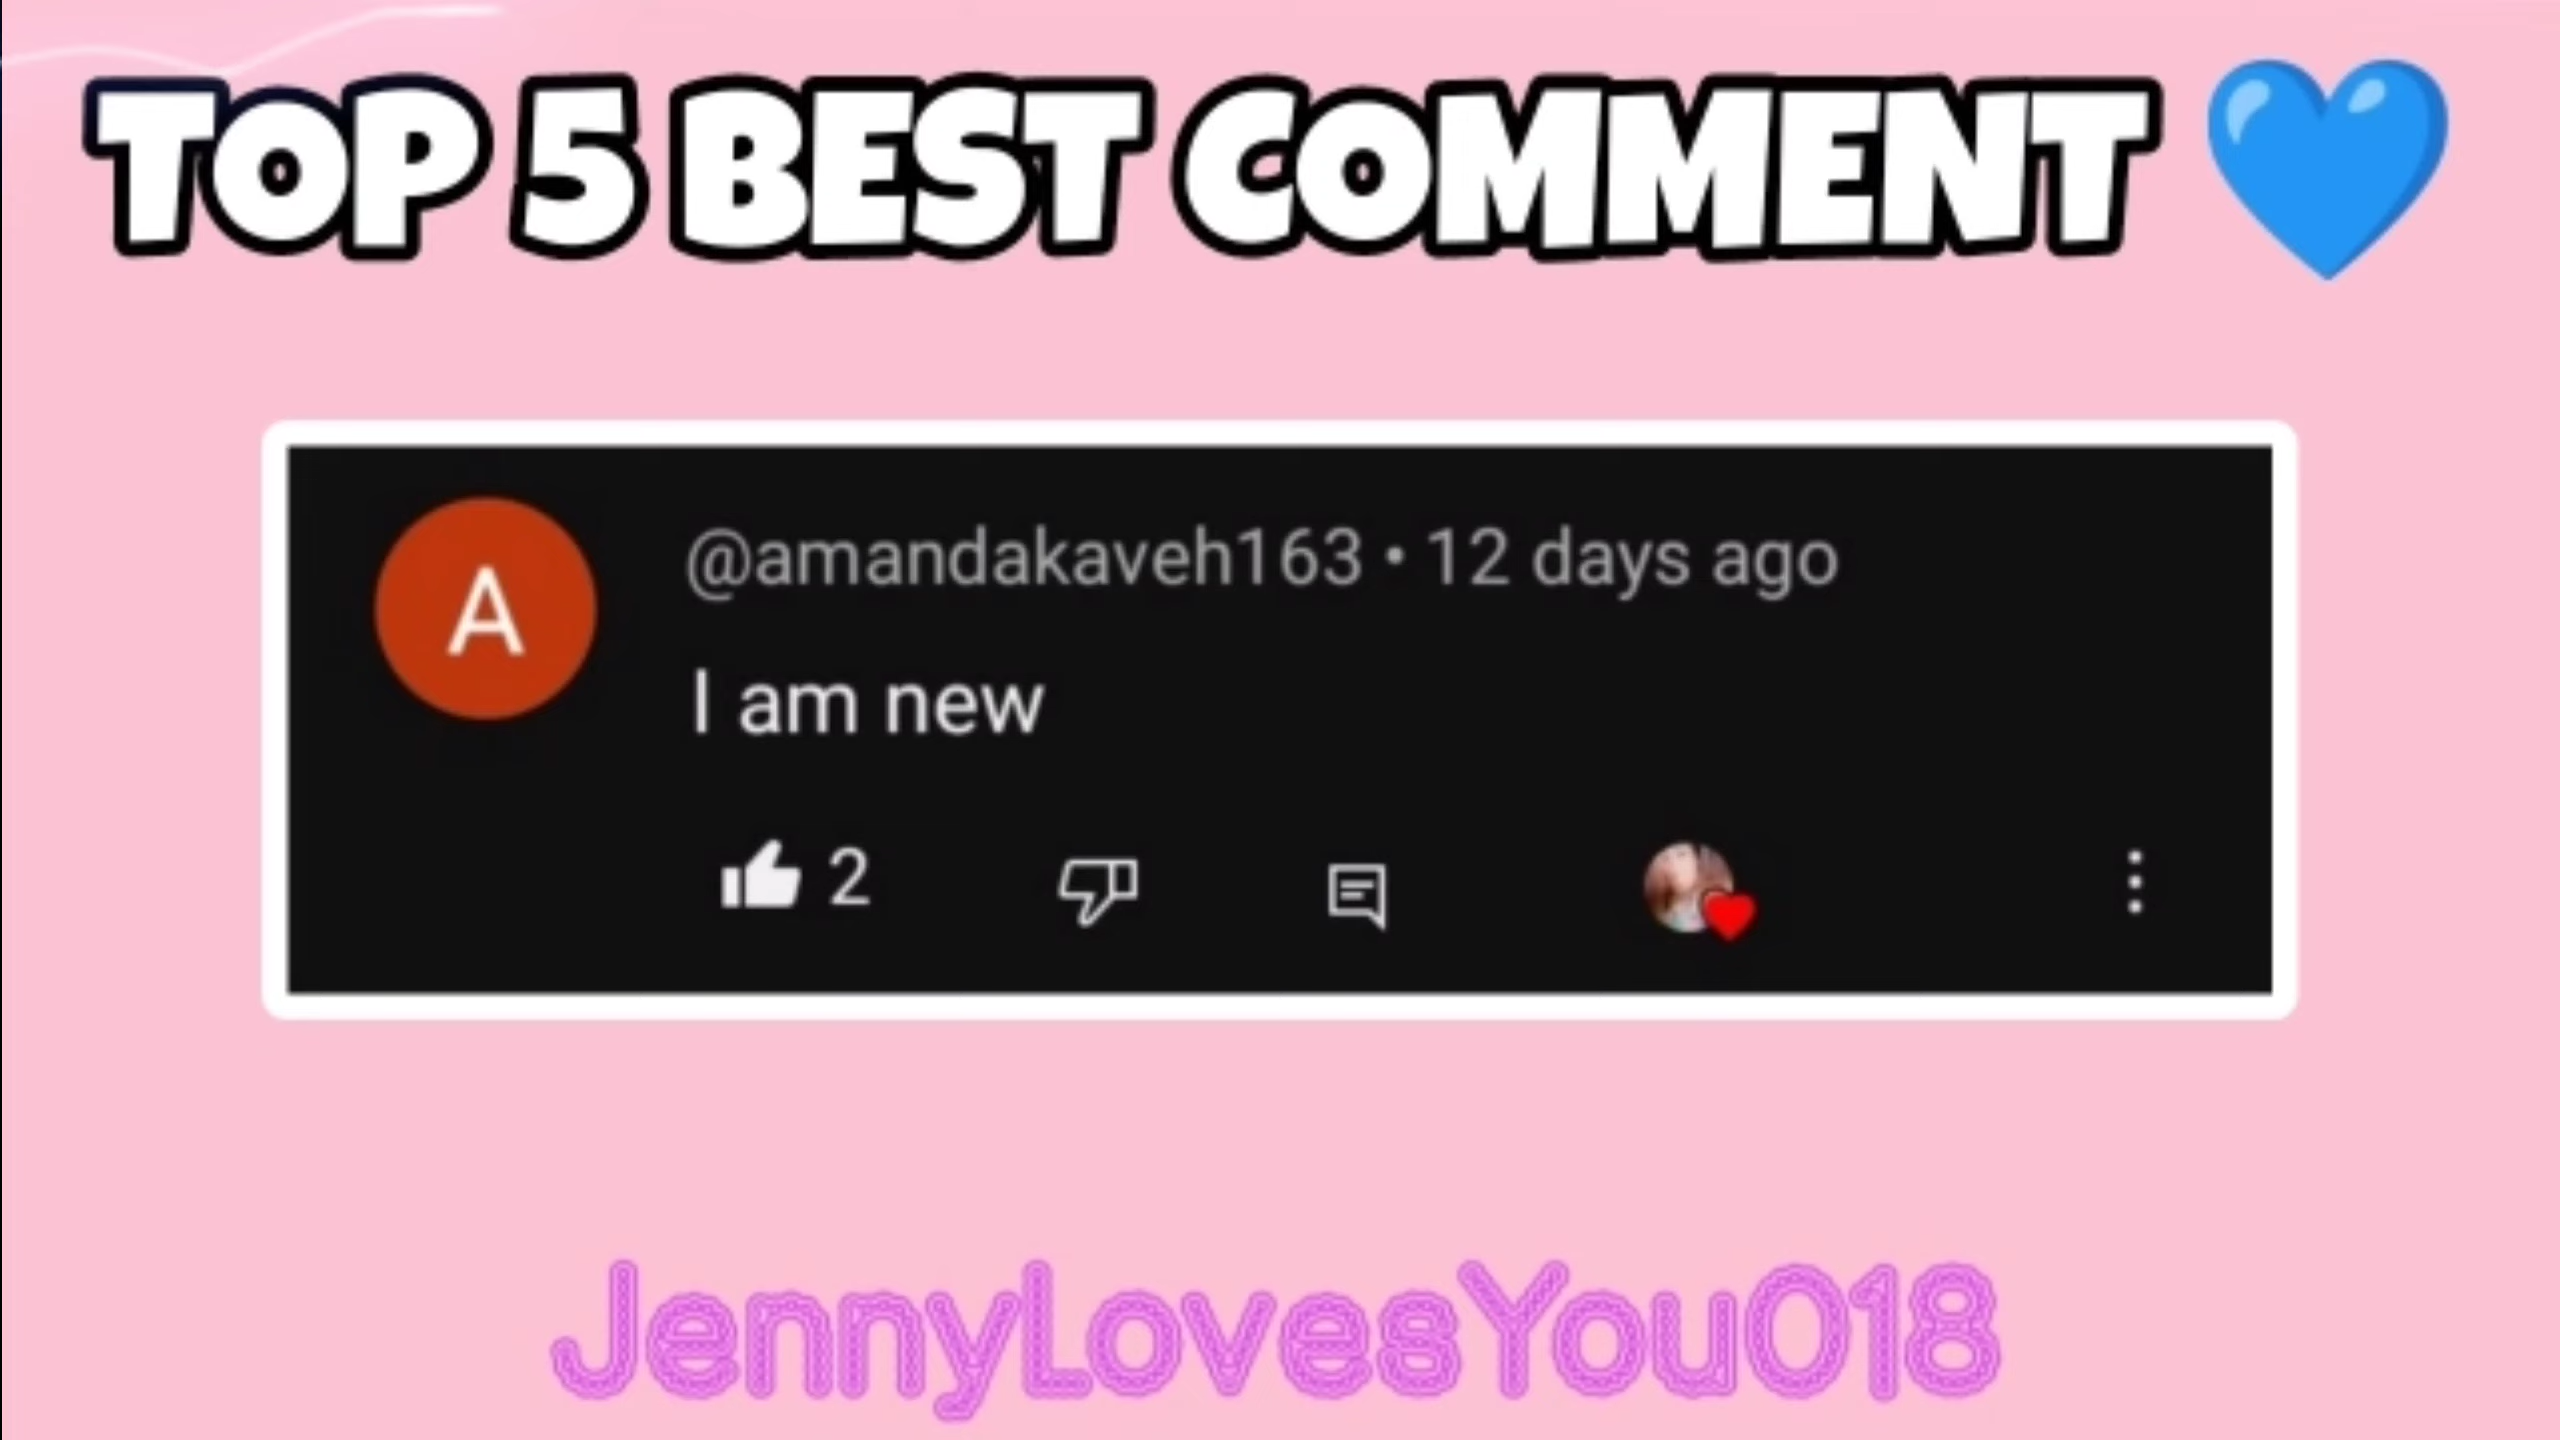 TOP 5 BEST COMMENT 💙
A
@amandakaveh163 • 12 days ago
I am new
2
JennyLovesYou018